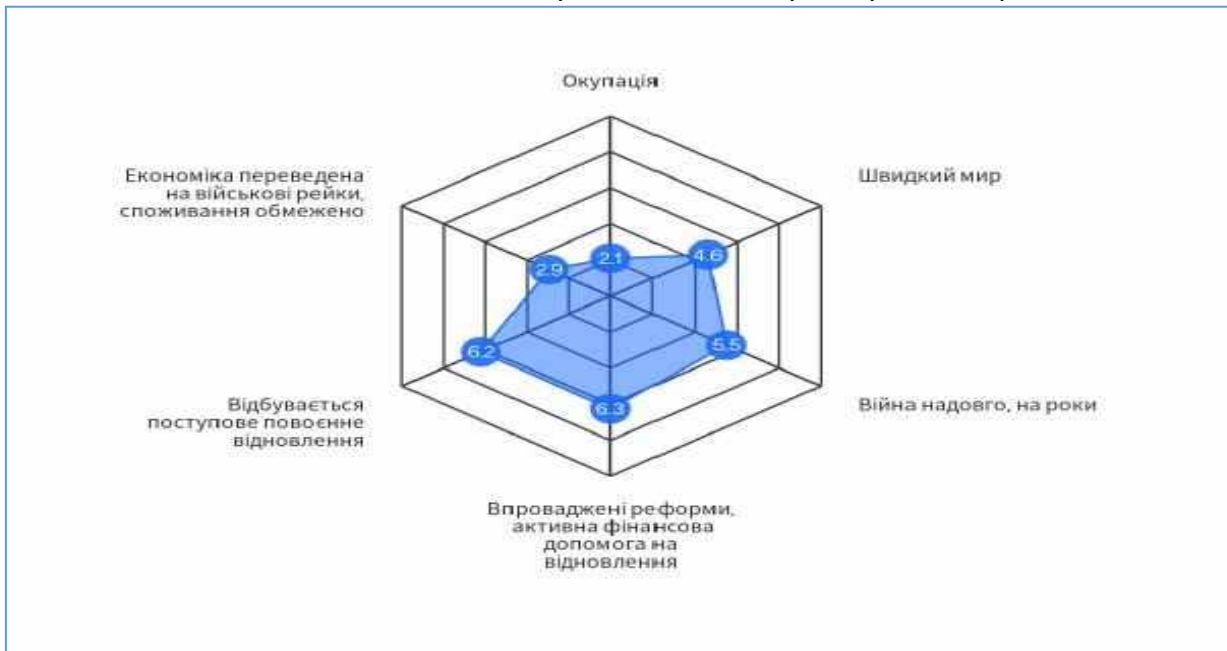 Окупація
Економіка переведена
на військові рейки,
споживання обмежено
Швидкий мир
2.1
4.6
2.9
5.5
6.2
6.3
Відбувається
поступове повоєнне
відновлення
Війна надовго, на роки
Впроваджені реформи,
активна фінансова
допомога на
відновлення